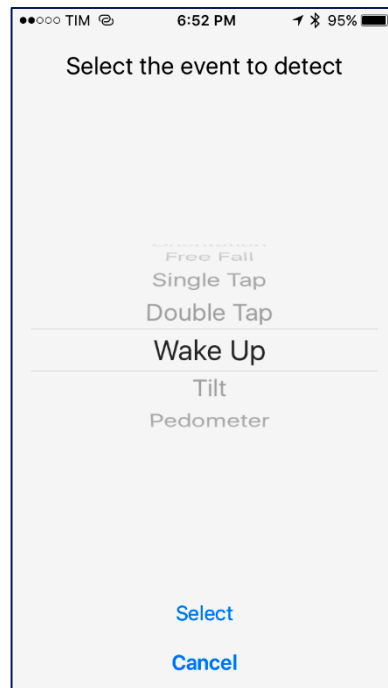 TIM 6:52 PM 95%
Select the event to detect
Free Fall
Single Tap
Double Tap
Wake Up
Tilt
Pedometer
Select
Cancel